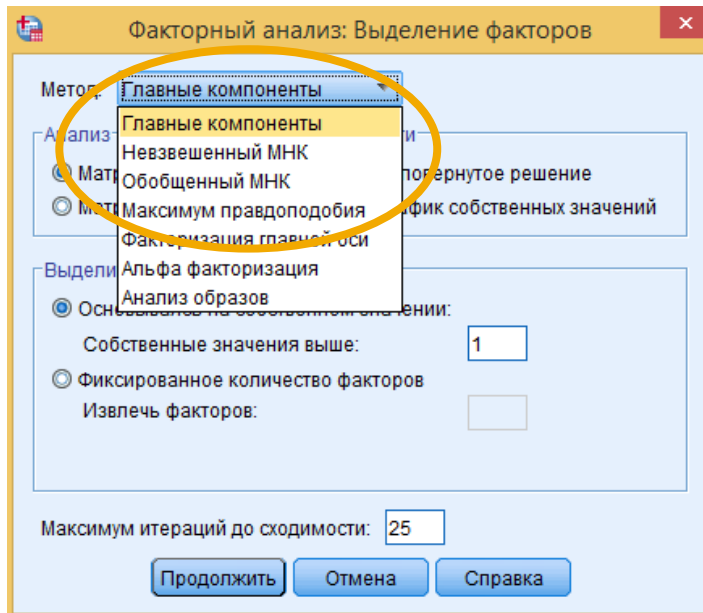 Факторный анализ: Выделение факторов
Метод: Главные компоненты
Главные компоненты
Анализ
Невзвешенный МНК
Обобщенный МНК
повернутое решение
Максимум правдоподобия
собственных значений
Факторизация главной оси
Альфа факторизация
Анализ образов
Собственные значения выше: 1
Фиксированное количество факторов
Извлечь факторов:
Максимум итераций до сходимости: 25
Продолжить Отмена Справка